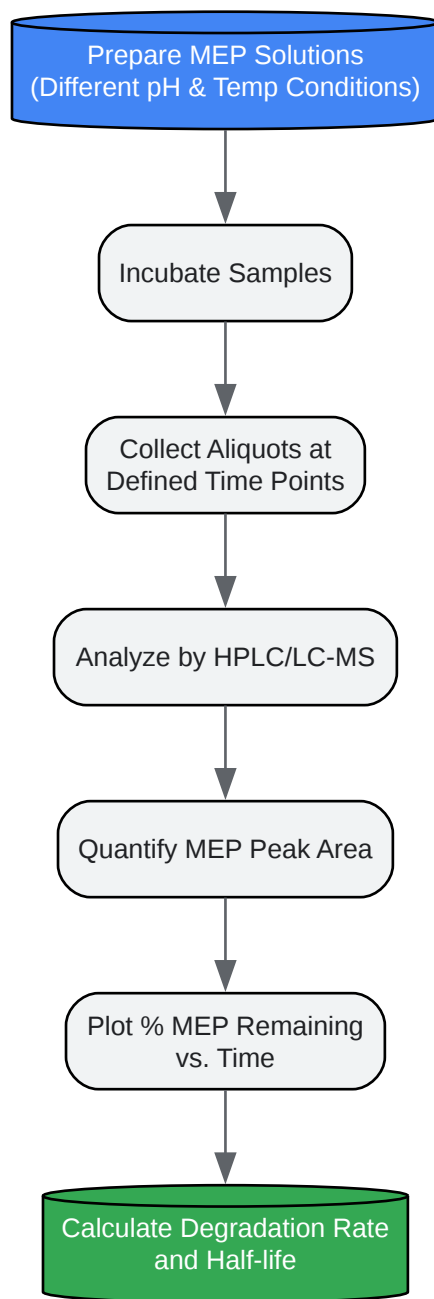 Prepare MEP Solutions
(Different pH & Temp Conditions)
Incubate Samples
Collect Aliquots at
Defined Time Points
Analyze by HPLC/LC-MS
Quantify MEP Peak Area
Plot % MEP Remaining
vs. Time
Calculate Degradation Rate
and Half-life